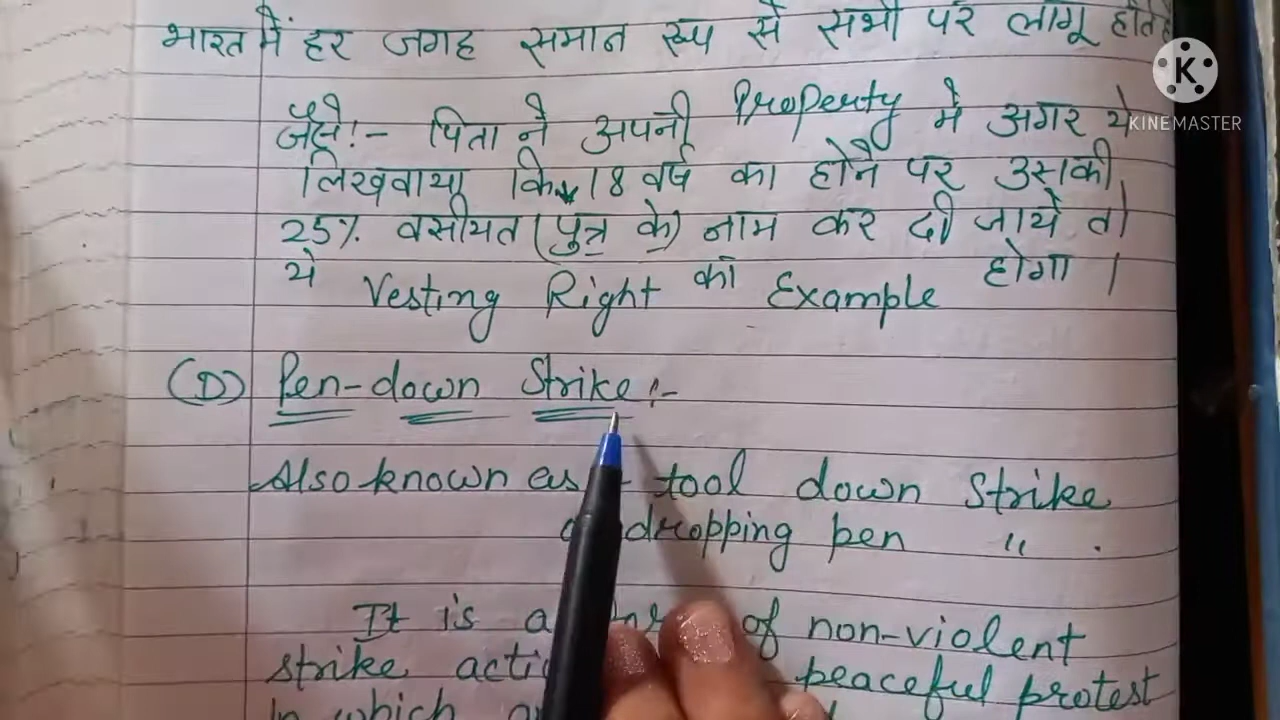 भारत में हर जगह समान रूप से सभी पर लागू होते
K
KINEMASTER
जैसे!- पिता ने अपनी Property में अगर ये
लिखवाया कि 18 वर्ष का होने पर उसकी
25% वसीयत (पुत्र के) नाम कर दी जाये तो
ये Vesting Right का Example होगा ।
(D) Pen-down Strike:-
Also known as - tool down Strike
dropping pen " .
It is a of non-violent
strike peaceful protest
in which